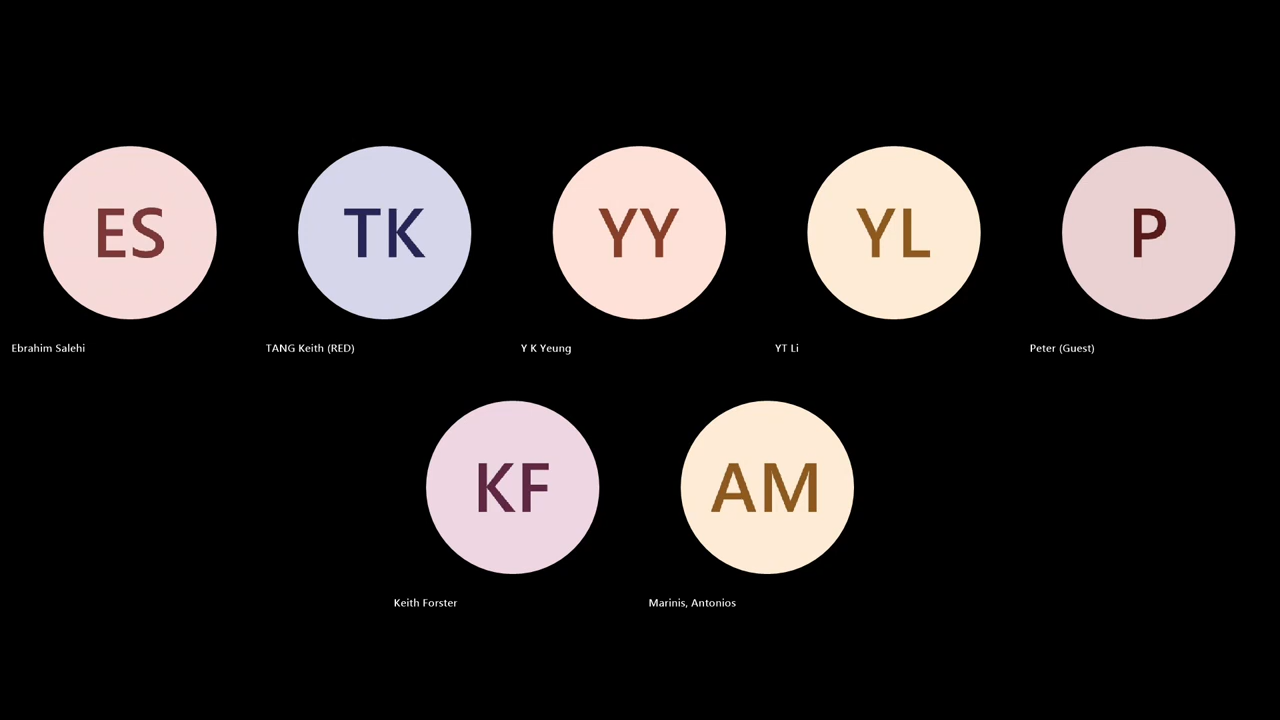 ES
TK
YY
YL
P
Ebrahim Salehi
TANG Keith (RED)
Y K Yeung
YT Li
Peter (Guest)
KF
AM
Keith Forster
Marinis, Antonios